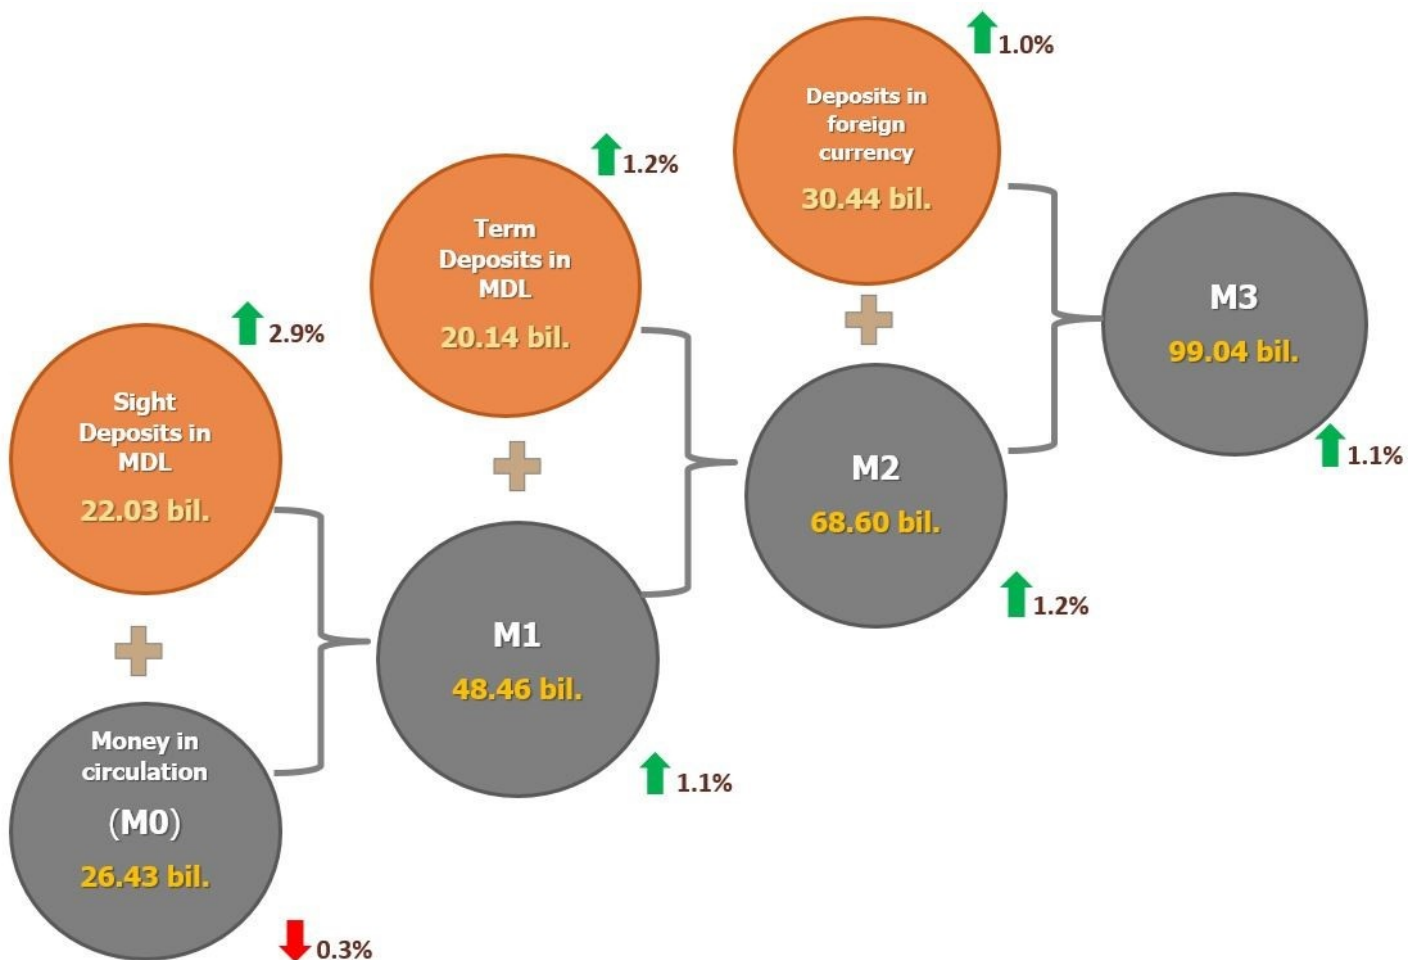 Sight
Deposits in
MDL
22.03 bil.
2.9%
Money in
circulation
(M0)
26.43 bil.
0.3%
Term
Deposits in
MDL
20.14 bil.
1.2%
M1
48.46 bil.
1.1%
Deposits in
foreign
currency
30.44 bil.
1.0%
M2
68.60 bil.
1.2%
M3
99.04 bil.
1.1%